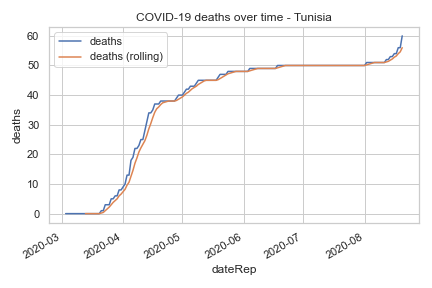 COVID-19 deaths over time - Tunisia
deaths
deaths (rolling)
60
50
40
30
20
10
0
deaths
2020-03
2020-04
2020-05
2020-06
2020-07
2020-08
dateRep